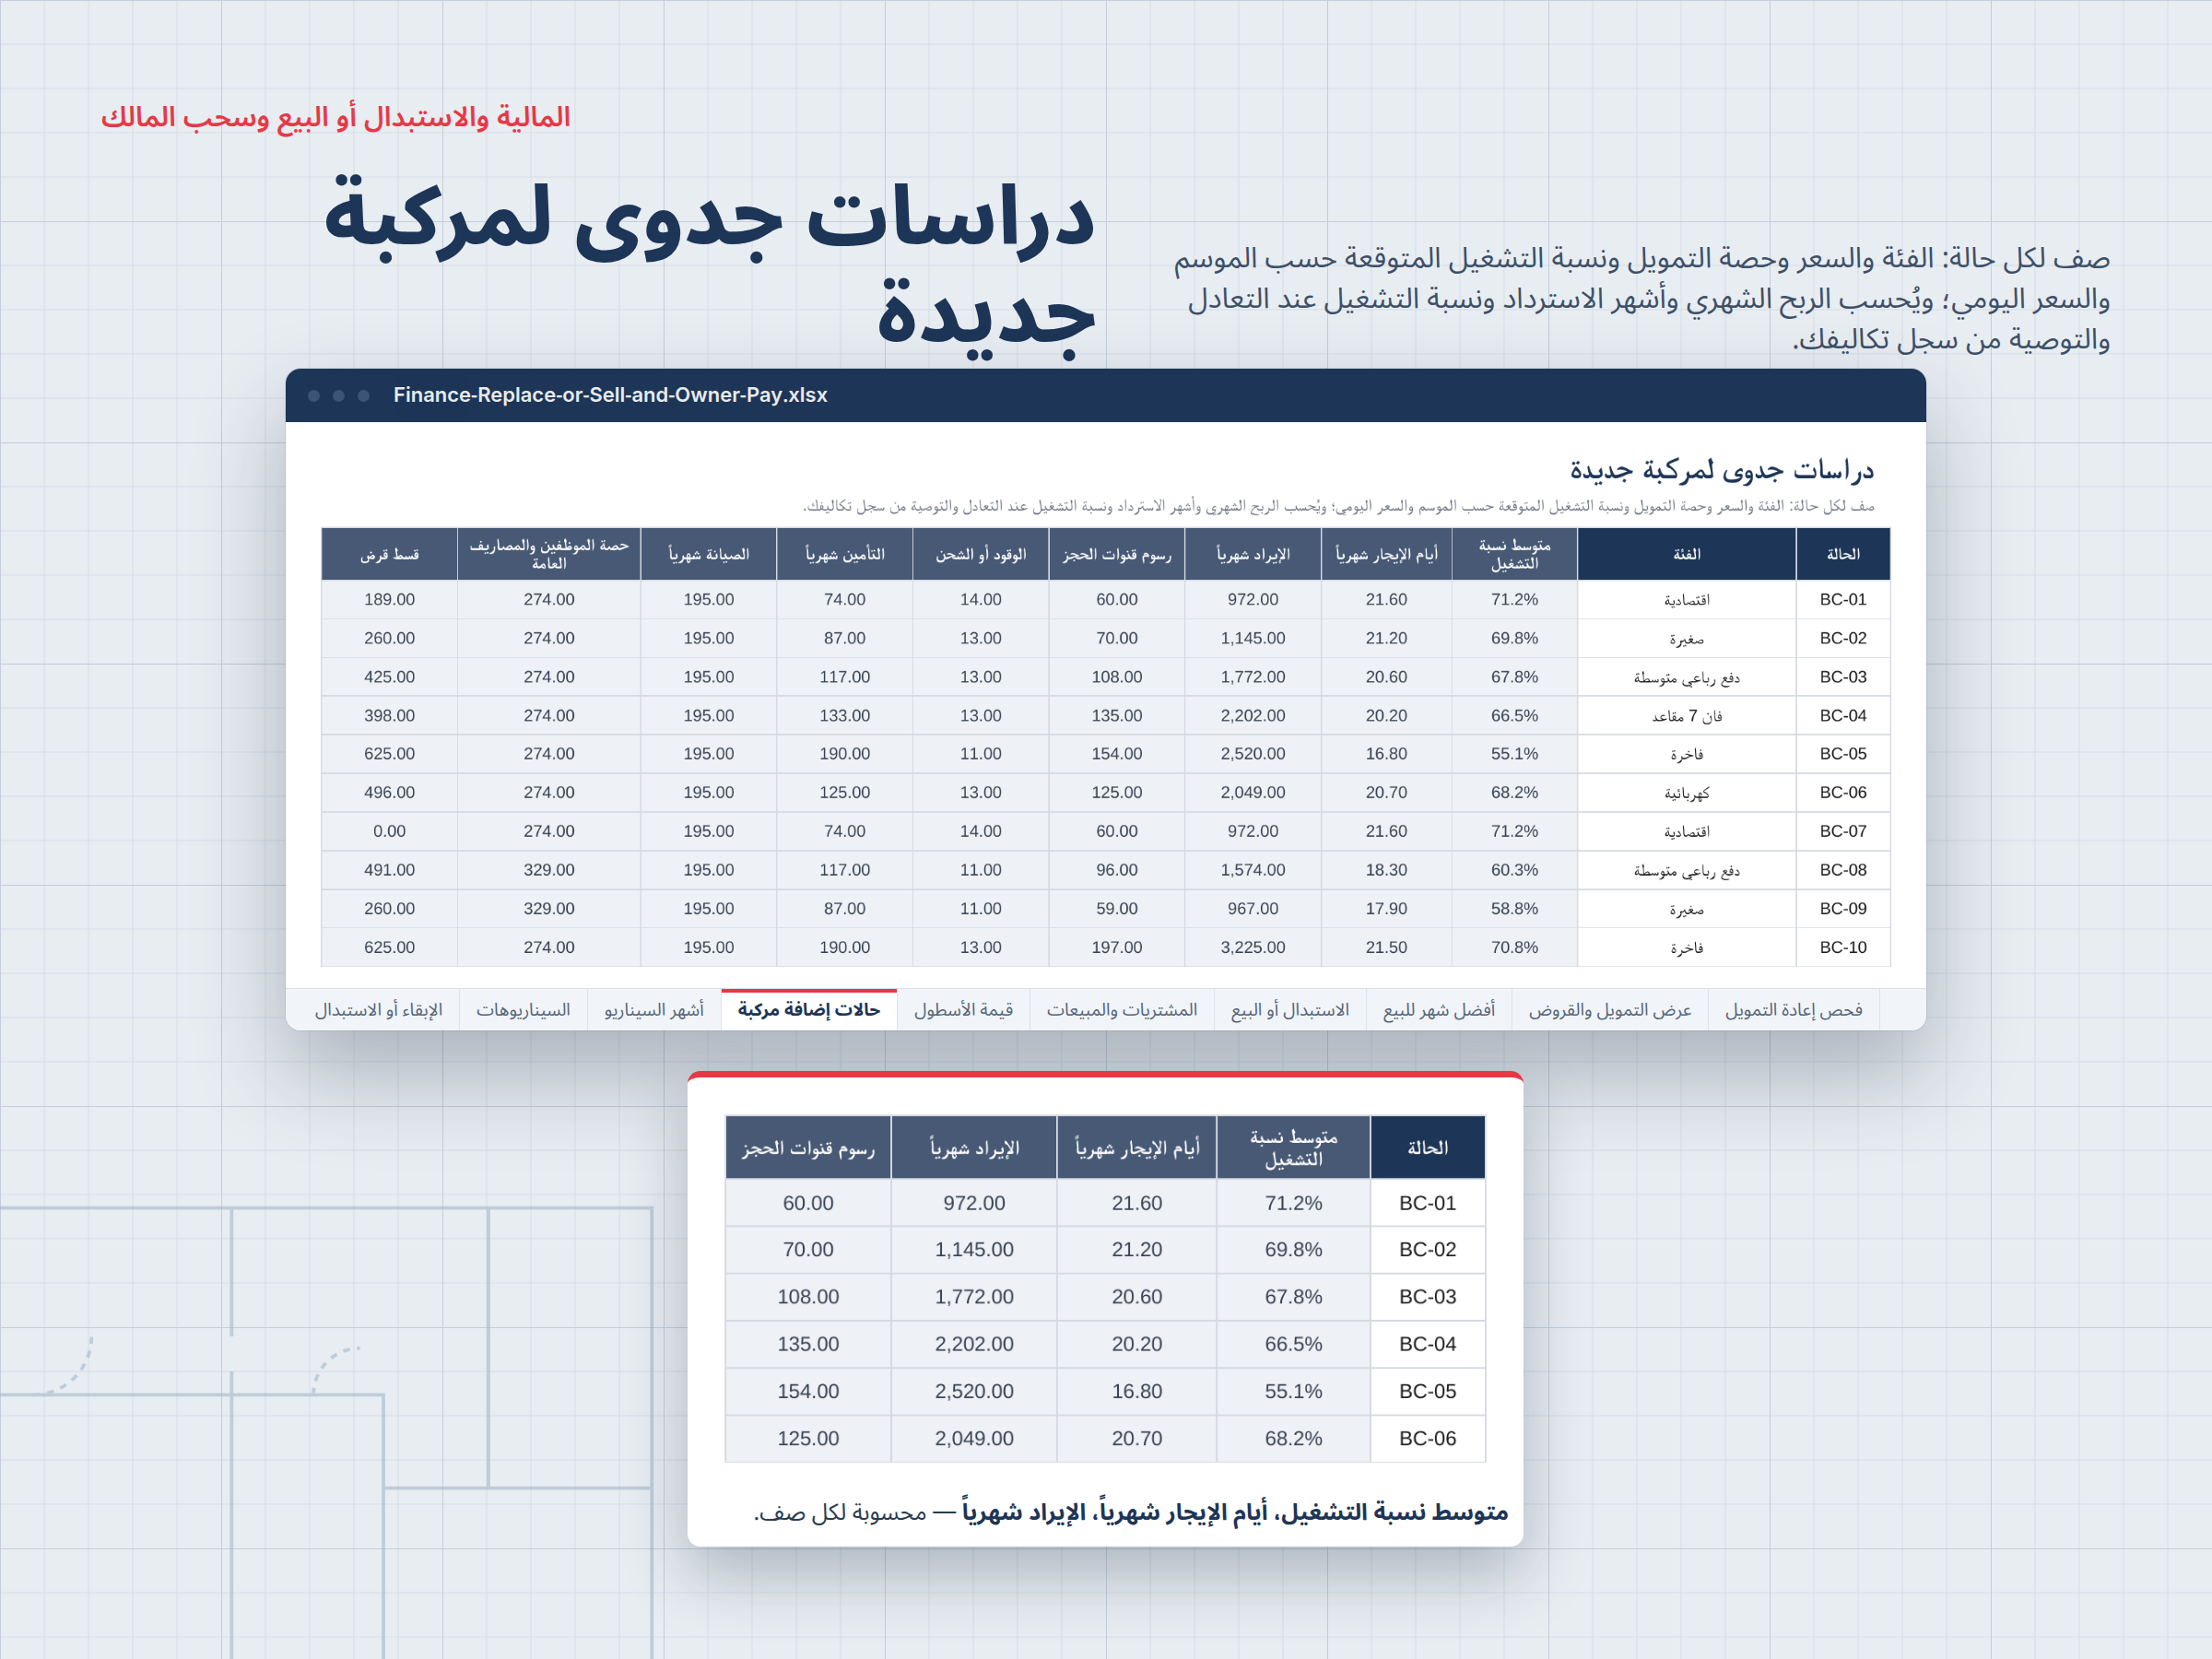 المالية والاستبدال أو البيع وسحب المالك
دراسات جدوى لمركبة
جديدة
صف لكل حالة: الفئة والسعر وحصة التمويل ونسبة التشغيل المتوقعة حسب الموسم
والسعر اليومي؛ ويُحسب الربح الشهري وأشهر الاسترداد ونسبة التشغيل عند التعادل
والتوصية من سجل تكاليفك.
Finance-Replace-or-Sell-and-Owner-Pay.xlsx
دراسات جدوى لمركبة جديدة
صف لكل حالة: الفئة والسعر وحصة التمويل ونسبة التشغيل المتوقعة حسب الموسم والسعر اليومي؛ ويُحسب الربح الشهري وأشهر الاسترداد ونسبة التشغيل عند التعادل والتوصية من سجل تكاليفك.
الحالة الفئة متوسط نسبة التشغيل أيام الإيجار شهرياً الإيراد شهرياً رسوم قنوات الحجز الوقود أو الشحن التأمين شهرياً الصيانة شهرياً حصة الموظفين والمصاريف العامة قسط قرض
BC-01 اقتصادية 71.2% 21.60 972.00 60.00 14.00 74.00 195.00 274.00 189.00
BC-02 صغيرة 69.8% 21.20 1,145.00 70.00 13.00 87.00 195.00 274.00 260.00
BC-03 دفع رباعي متوسطة 67.8% 20.60 1,772.00 108.00 13.00 117.00 195.00 274.00 425.00
BC-04 فان 7 مقاعد 66.5% 20.20 2,202.00 135.00 13.00 133.00 195.00 274.00 398.00
BC-05 فاخرة 55.1% 16.80 2,520.00 154.00 11.00 190.00 195.00 274.00 625.00
BC-06 كهربائية 68.2% 20.70 2,049.00 125.00 13.00 125.00 195.00 274.00 496.00
BC-07 اقتصادية 71.2% 21.60 972.00 60.00 14.00 74.00 195.00 274.00 0.00
BC-08 دفع رباعي متوسطة 60.3% 18.30 1,574.00 96.00 11.00 117.00 195.00 329.00 491.00
BC-09 صغيرة 58.8% 17.90 967.00 59.00 11.00 87.00 195.00 329.00 260.00
BC-10 فاخرة 70.8% 21.50 3,225.00 197.00 13.00 190.00 195.00 274.00 625.00
فحص إعادة التمويل عرض التمويل والقروض أفضل شهر للبيع الاستبدال أو البيع المشتريات والمبيعات قيمة الأسطول حالات إضافة مركبة أشهر السيناريو السيناريوهات الإبقاء أو الاستبدال
الحالة متوسط نسبة التشغيل أيام الإيجار شهرياً الإيراد شهرياً رسوم قنوات الحجز
BC-01 71.2% 21.60 972.00 60.00
BC-02 69.8% 21.20 1,145.00 70.00
BC-03 67.8% 20.60 1,772.00 108.00
BC-04 66.5% 20.20 2,202.00 135.00
BC-05 55.1% 16.80 2,520.00 154.00
BC-06 68.2% 20.70 2,049.00 125.00
متوسط نسبة التشغيل، أيام الإيجار شهرياً، الإيراد شهرياً — محسوبة لكل صف.